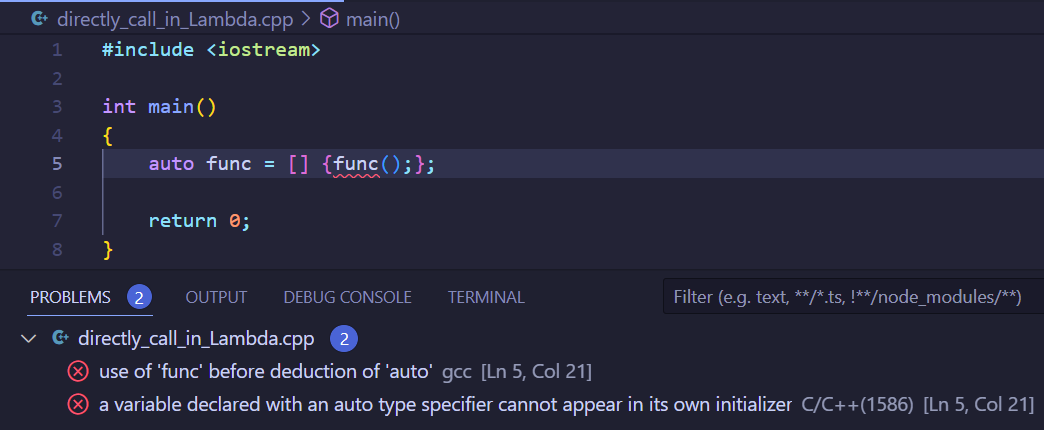 directly_call_in_Lambda.cpp > main()
1 #include <iostream>
2
3 int main()
4 {
5     auto func = [] {func();};
6
7     return 0;
8 }
PROBLEMS 2 OUTPUT DEBUG CONSOLE TERMINAL Filter (e.g. text, **/*.ts, !**/node_modules/**)
directly_call_in_Lambda.cpp 2
use of 'func' before deduction of 'auto' gcc [Ln 5, Col 21]
a variable declared with an auto type specifier cannot appear in its own initializer C/C++(1586) [Ln 5, Col 21]